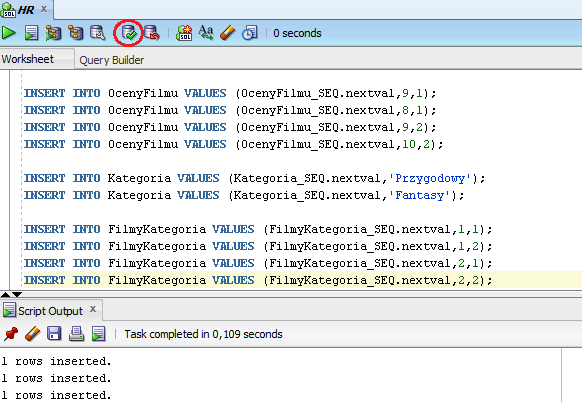 HR x
SQL
Aa
0 seconds
Worksheet Query Builder
INSERT INTO OcenyFilmu VALUES (OcenyFilmu_SEQ.nextval,9,1);
INSERT INTO OcenyFilmu VALUES (OcenyFilmu_SEQ.nextval,8,1);
INSERT INTO OcenyFilmu VALUES (OcenyFilmu_SEQ.nextval,9,2);
INSERT INTO OcenyFilmu VALUES (OcenyFilmu_SEQ.nextval,10,2);
INSERT INTO Kategoria VALUES (Kategoria_SEQ.nextval,'Przygodowy');
INSERT INTO Kategoria VALUES (Kategoria_SEQ.nextval,'Fantasy');
INSERT INTO FilmyKategoria VALUES (FilmyKategoria_SEQ.nextval,1,1);
INSERT INTO FilmyKategoria VALUES (FilmyKategoria_SEQ.nextval,1,2);
INSERT INTO FilmyKategoria VALUES (FilmyKategoria_SEQ.nextval,2,1);
INSERT INTO FilmyKategoria VALUES (FilmyKategoria_SEQ.nextval,2,2);
Script Output x
Task completed in 0,109 seconds
1 rows inserted.
1 rows inserted.
1 rows inserted.